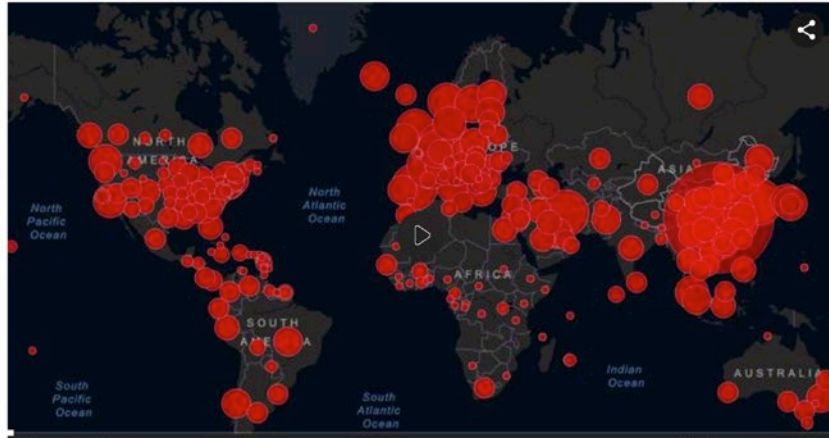 NORTH
AMERICA
OPE
ASIA
North
Pacific
Ocean
North
Atlantic
Ocean
AFRICA
SOUTH
South
Pacific
Ocean
South
Atlantic
Ocean
Indian
Ocean
AUSTRALIA